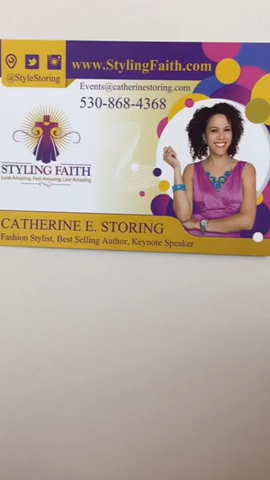 www.StylingFaith.com
@StyleStoring
Events@catherinestoring.com
530-868-4368
STYLING FAITH
Look Amazing, Feel Amazing, Live Amazing
CATHERINE E. STORING
Fashion Stylist, Best Selling Author, Keynote Speaker